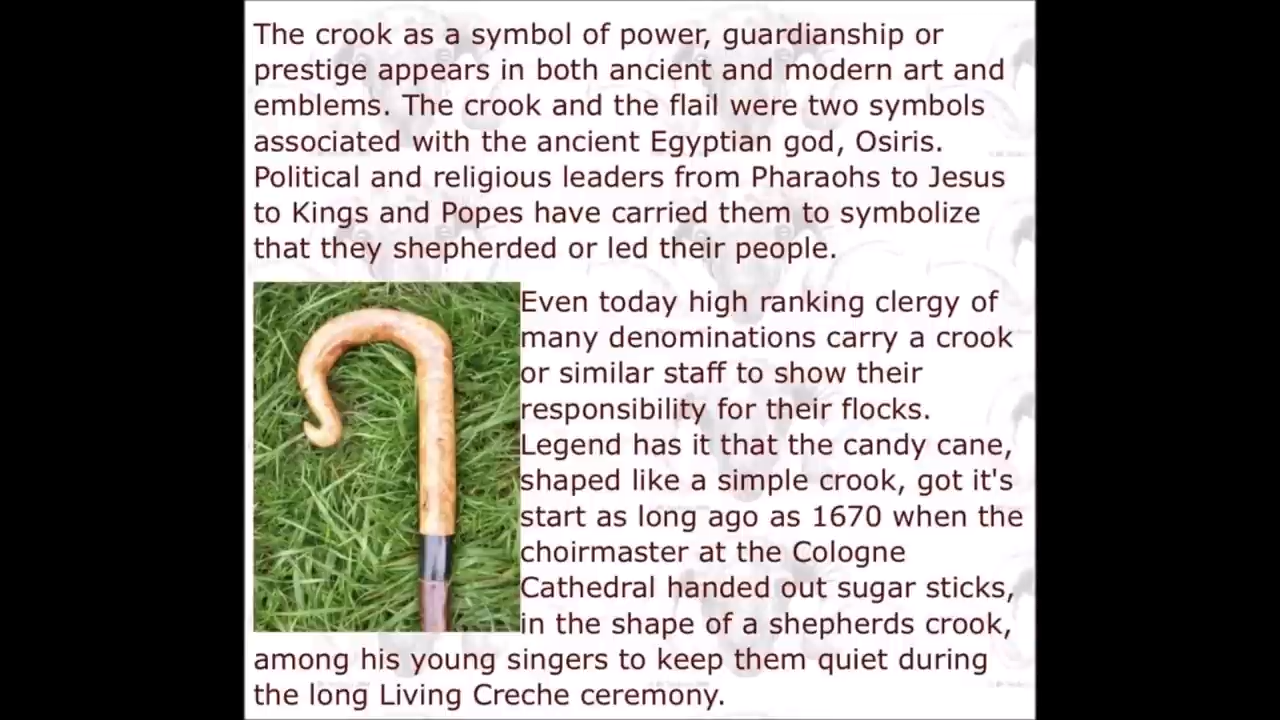 The crook as a symbol of power, guardianship or
prestige appears in both ancient and modern art and
emblems. The crook and the flail were two symbols
associated with the ancient Egyptian god, Osiris.
Political and religious leaders from Pharaohs to Jesus
to Kings and Popes have carried them to symbolize
that they shepherded or led their people.
Even today high ranking clergy of
many denominations carry a crook
or similar staff to show their
responsibility for their flocks.
Legend has it that the candy cane,
shaped like a simple crook, got it's
start as long ago as 1670 when the
choirmaster at the Cologne
Cathedral handed out sugar sticks,
in the shape of a shepherds crook,
among his young singers to keep them quiet during
the long Living Creche ceremony.